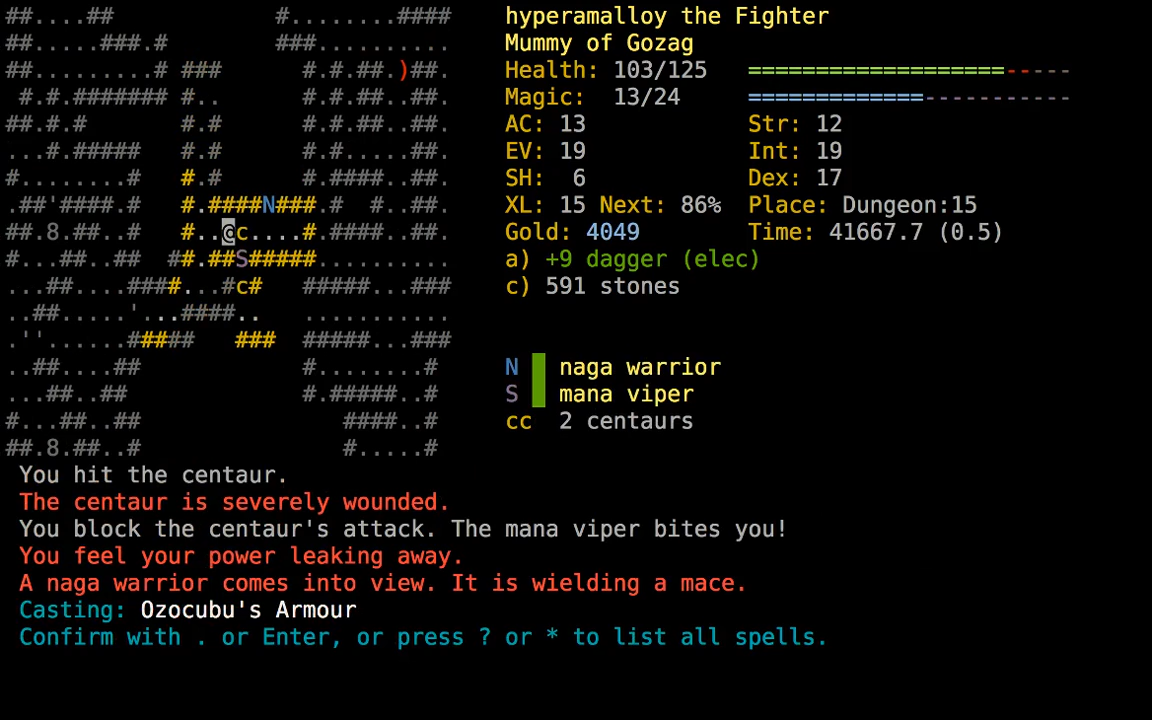 hyperamalloy the Fighter
Mummy of Gozag
Health: 103/125
Magic: 13/24
AC: 13 Str: 12
EV: 19 Int: 19
SH: 6 Dex: 17
XL: 15 Next: 86% Place: Dungeon:15
Gold: 4049 Time: 41667.7 (0.5)
a) +9 dagger (elec)
c) 591 stones
N naga warrior
S mana viper
cc 2 centaurs
You hit the centaur.
The centaur is severely wounded.
You block the centaur's attack. The mana viper bites you!
You feel your power leaking away.
A naga warrior comes into view. It is wielding a mace.
Casting: Ozocubu's Armour
Confirm with . or Enter, or press ? or * to list all spells.